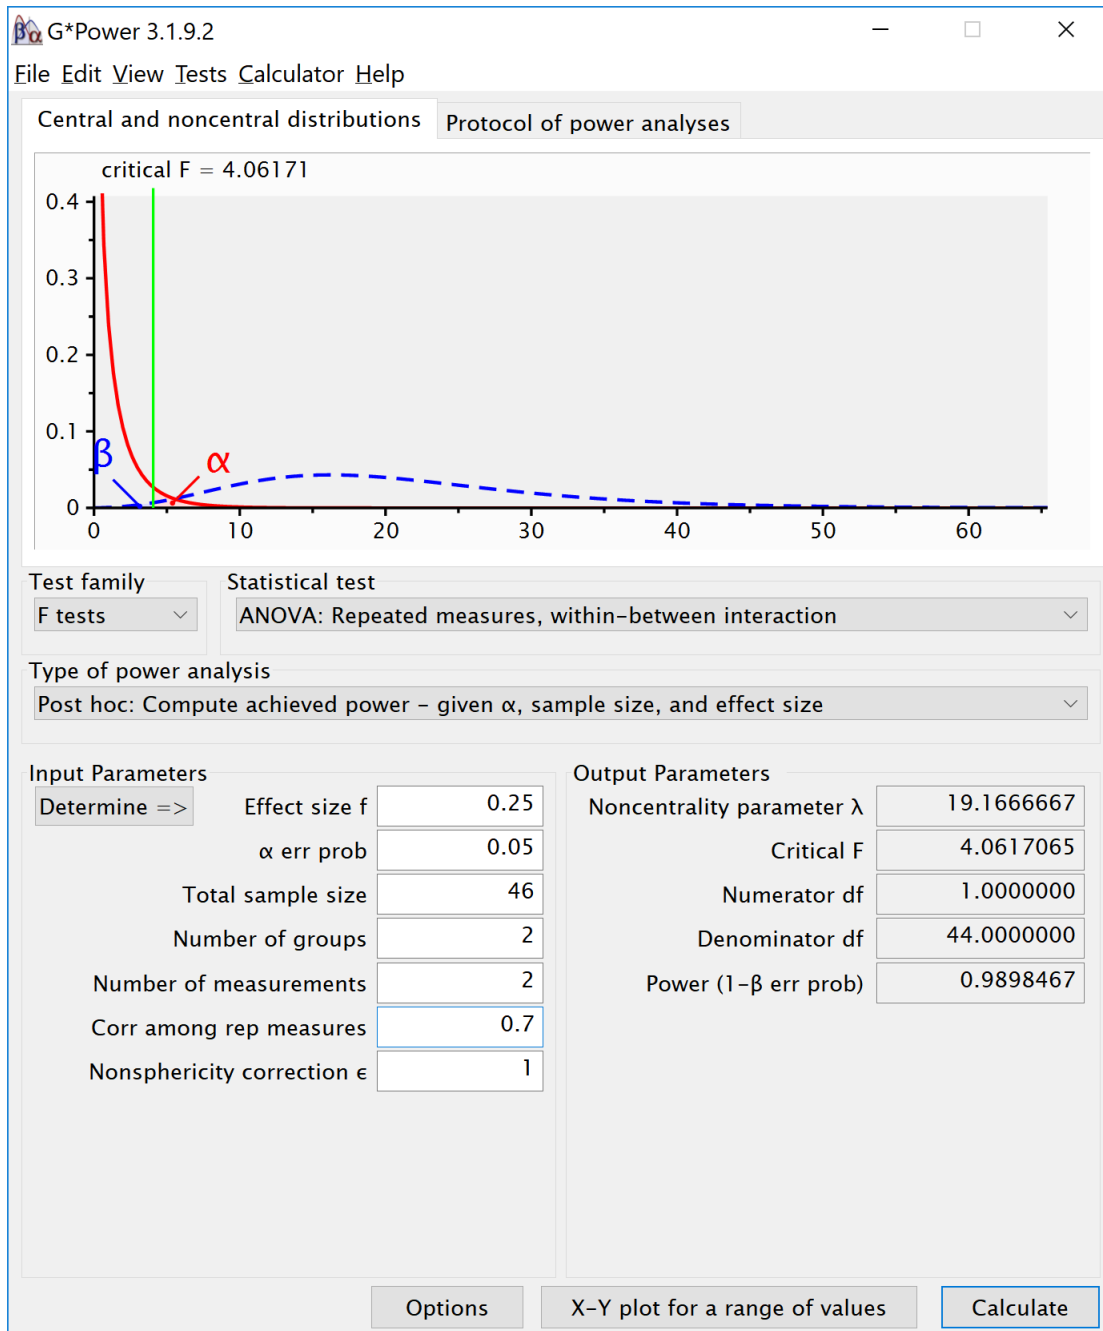 G*Power 3.1.9.2
File Edit View Tests Calculator Help
Central and noncentral distributions Protocol of power analyses
critical F = 4.06171
0.4
0.3
0.2
0.1
β
α
0
0 10 20 30 40 50 60
Test family Statistical test
F tests ANOVA: Repeated measures, within-between interaction
Type of power analysis
Post hoc: Compute achieved power - given α, sample size, and effect size
Input Parameters
Determine => Effect size f 0.25
α err prob 0.05
Total sample size 46
Number of groups 2
Number of measurements 2
Corr among rep measures 0.7
Nonsphericity correction ϵ 1
Output Parameters
Noncentrality parameter λ 19.1666667
Critical F 4.0617065
Numerator df 1.0000000
Denominator df 44.0000000
Power (1-β err prob) 0.9898467
Options X-Y plot for a range of values Calculate